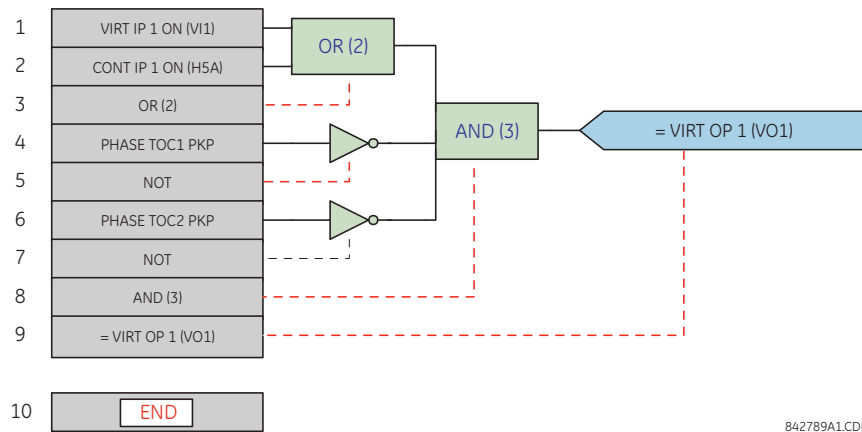 1 VIRT IP 1 ON (VI1)
OR (2)
2 CONT IP 1 ON (H5A)
3 OR (2)
4 PHASE TOC1 PKP
AND (3)
= VIRT OP 1 (VO1)
5 NOT
6 PHASE TOC2 PKP
7 NOT
8 AND (3)
9 = VIRT OP 1 (VO1)
10 END
842789A1.CD